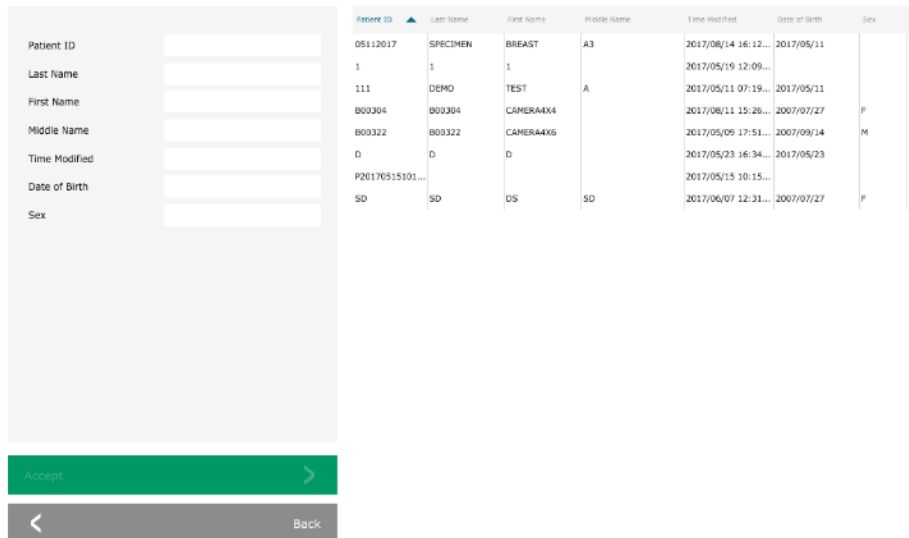 Patient ID
Last Name
First Name
Middle Name
Time Modified
Date of Birth
Sex
Accept
Back
Patient ID Last Name First Name Middle Name Time Modified Date of Birth Sex
05112017 SPECIMEN BREAST A3 2017/08/14 16:12... 2017/05/11
1 1 1 2017/05/19 12:09...
111 DEMO TEST A 2017/05/11 07:19... 2017/05/11
B00304 B00304 CAMERA4X4 2017/08/11 15:26... 2007/07/27 F
B00322 B00322 CAMERA4X6 2017/05/09 17:51... 2007/09/14 M
D D D 2017/05/23 16:34... 2017/05/23
P20170515101... 2017/05/15 10:15...
SD SD DS SD 2017/06/07 12:31... 2007/07/27 F